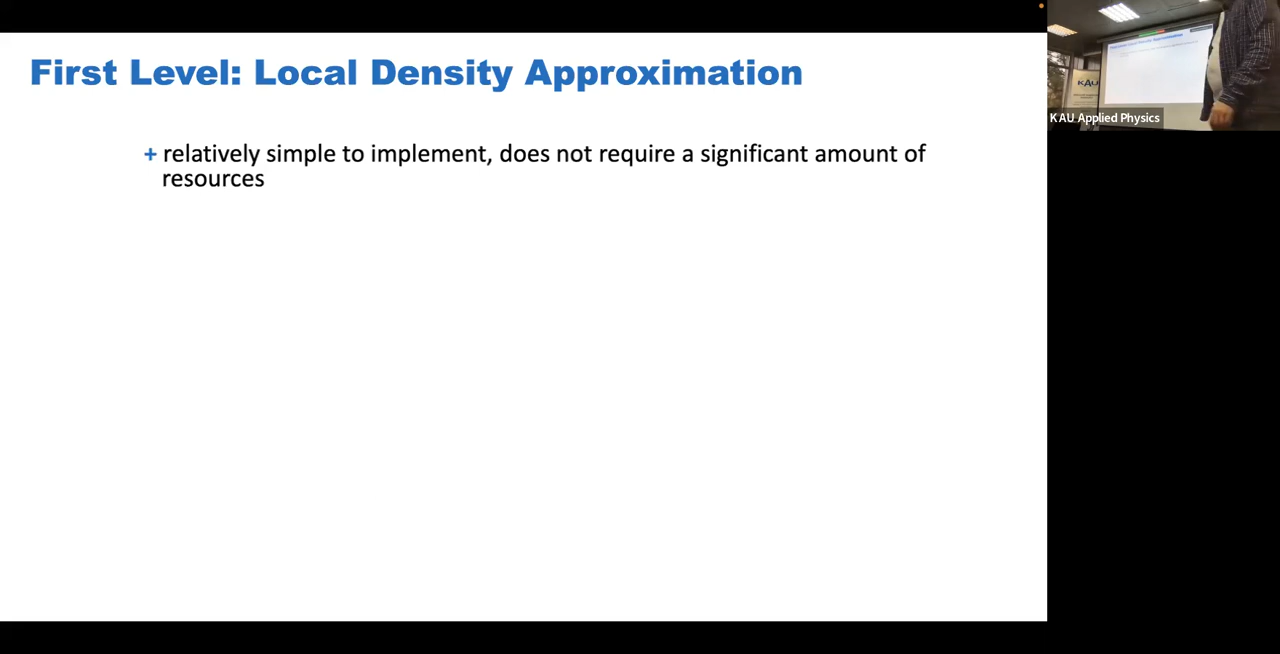 First Level: Local Density Approximation
+ relatively simple to implement, does not require a significant amount of
resources
KAU
KAU Applied Physics